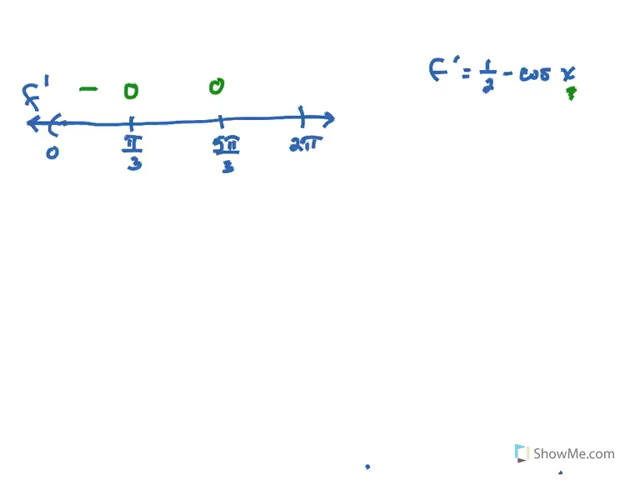 f' = 1/2 - cos x
f' - 0 0
0 π/3 5π/3 2π
ShowMe.com